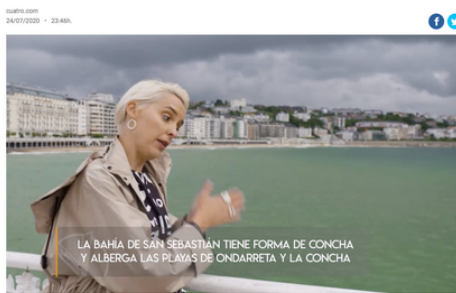 cuatro.com
24/07/2020 • 23:46h.
LA BAHÍA DE SAN SEBASTIÁN TIENE FORMA DE CONCHA
Y ALBERGA LAS PLAYAS DE ONDARRETA Y LA CONCHA